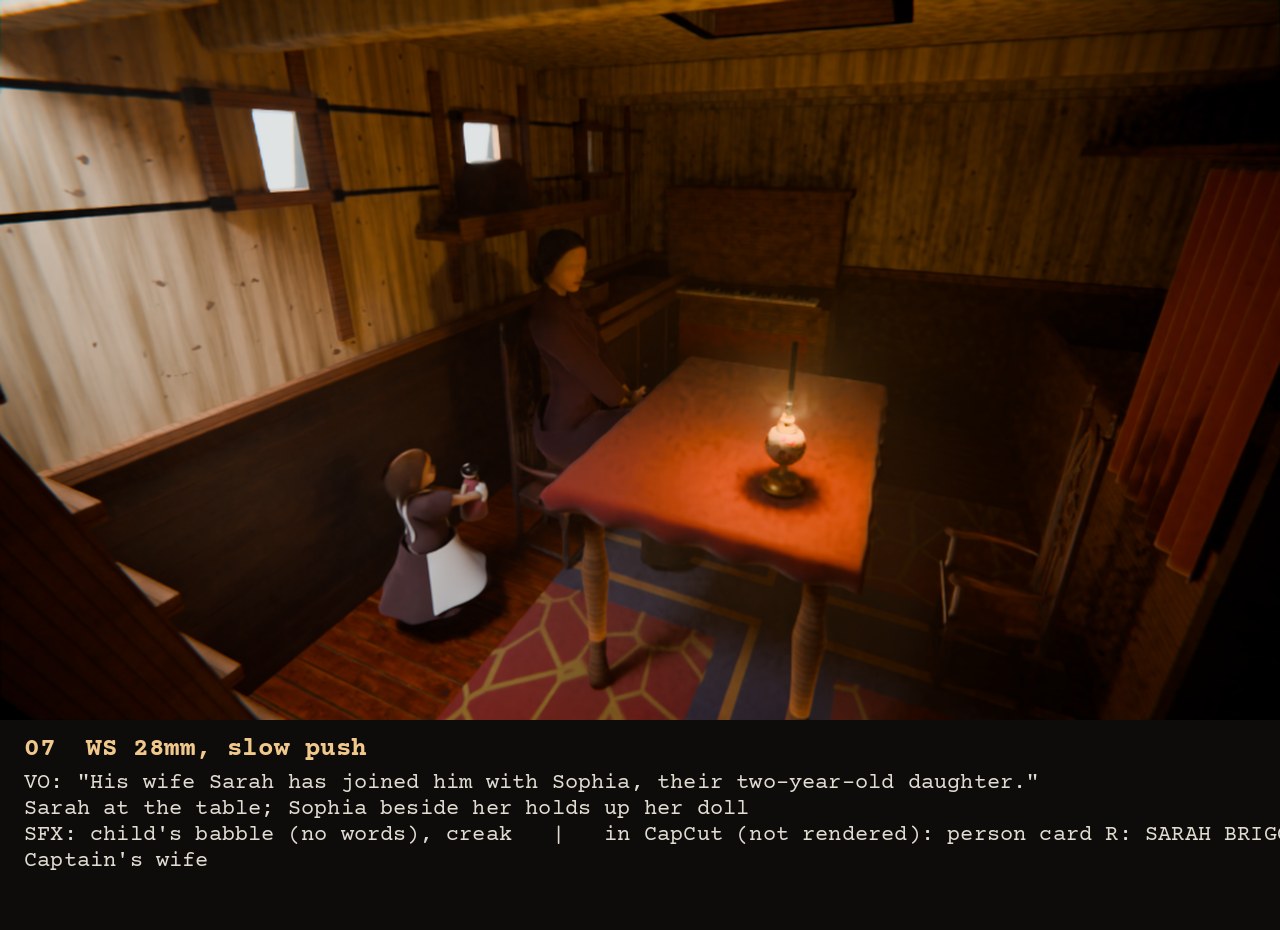 07  WS 28mm, slow push
VO: "His wife Sarah has joined him with Sophia, their two-year-old daughter."
Sarah at the table; Sophia beside her holds up her doll
SFX: child's babble (no words), creak   |   in CapCut (not rendered): person card R: SARAH
Captain's wife